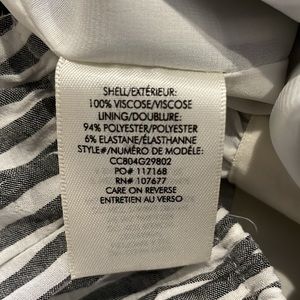 SHELL/EXTÉRIEUR:
100% VISCOSE/VISCOSE
LINING/DOUBLURE:
94% POLYESTER/POLYESTER
6% ELASTANE/ÉLASTHANNE
STYLE#/NUMÉRO DE MODÈLE:
CC804G29802
PO# 117168
RN# 107677
CARE ON REVERSE
ENTRETIEN AU VERSO